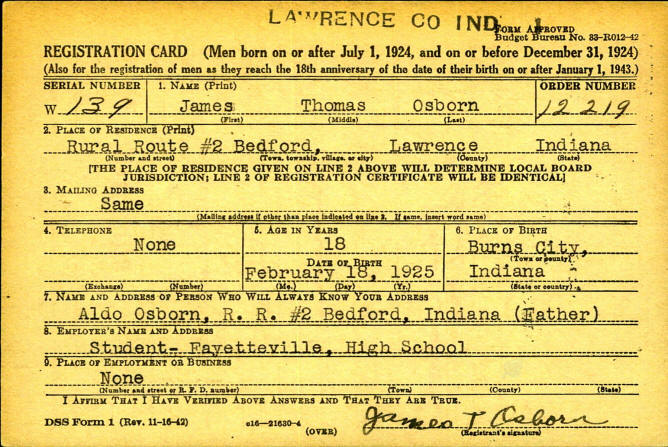 LAWRENCE CO IND. 1
FORM APPROVED
Budget Bureau No. 33-R012-42
REGISTRATION CARD (Men born on or after July 1, 1924, and on or before December 31, 1924)
(Also for the registration of men as they reach the 18th anniversary of the date of their birth on or after January 1, 1943.)
SERIAL NUMBER 1. NAME (Print) ORDER NUMBER
W 139 James Thomas Osborn 12219
(First) (Middle) (Last)
2. PLACE OF RESIDENCE (Print)
Rural Route #2 Bedford, Lawrence Indiana
(Number and street) (Town, township, village, or city) (County) (State)
[THE PLACE OF RESIDENCE GIVEN ON LINE 2 ABOVE WILL DETERMINE LOCAL BOARD
JURISDICTION; LINE 2 OF REGISTRATION CERTIFICATE WILL BE IDENTICAL]
3. MAILING ADDRESS
Same
(Mailing address if other than place indicated on line 2. If same, insert word same)
4. TELEPHONE 5. AGE IN YEARS 6. PLACE OF BIRTH
None 18 Burns City,
DATE OF BIRTH (Town or county)
February 18, 1925 Indiana
(Exchange) (Number) (Mo.) (Day) (Yr.) (State or country)
7. NAME AND ADDRESS OF PERSON WHO WILL ALWAYS KNOW YOUR ADDRESS
Aldo Osborn, R. R. #2 Bedford, Indiana (Father)
8. EMPLOYER'S NAME AND ADDRESS
Student- Fayetteville, High School
9. PLACE OF EMPLOYMENT OR BUSINESS
None
(Number and street or R. F. D. number) (Town) (County) (State)
I AFFIRM THAT I HAVE VERIFIED ABOVE ANSWERS AND THAT THEY ARE TRUE.
DSS Form 1 (Rev. 11-16-42) c16-21630-4 James T Osborn
(OVER) (Registrant's signature)